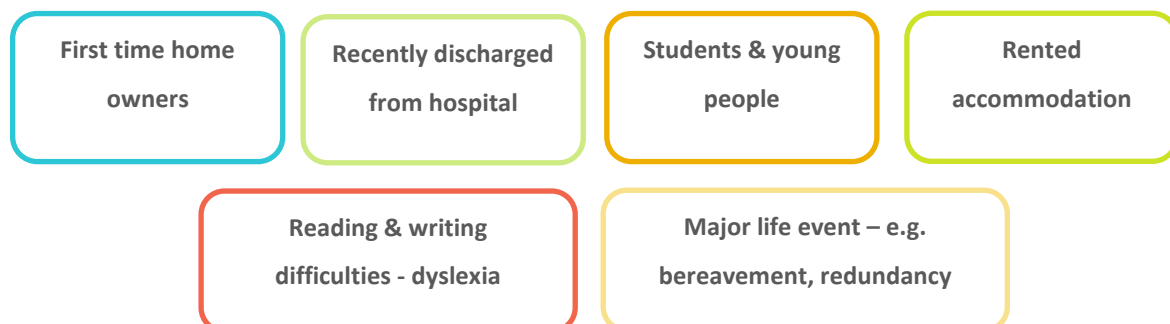 First time home
owners
Recently discharged
from hospital
Students & young
people
Rented
accommodation
Reading & writing
difficulties - dyslexia
Major life event – e.g.
bereavement, redundancy